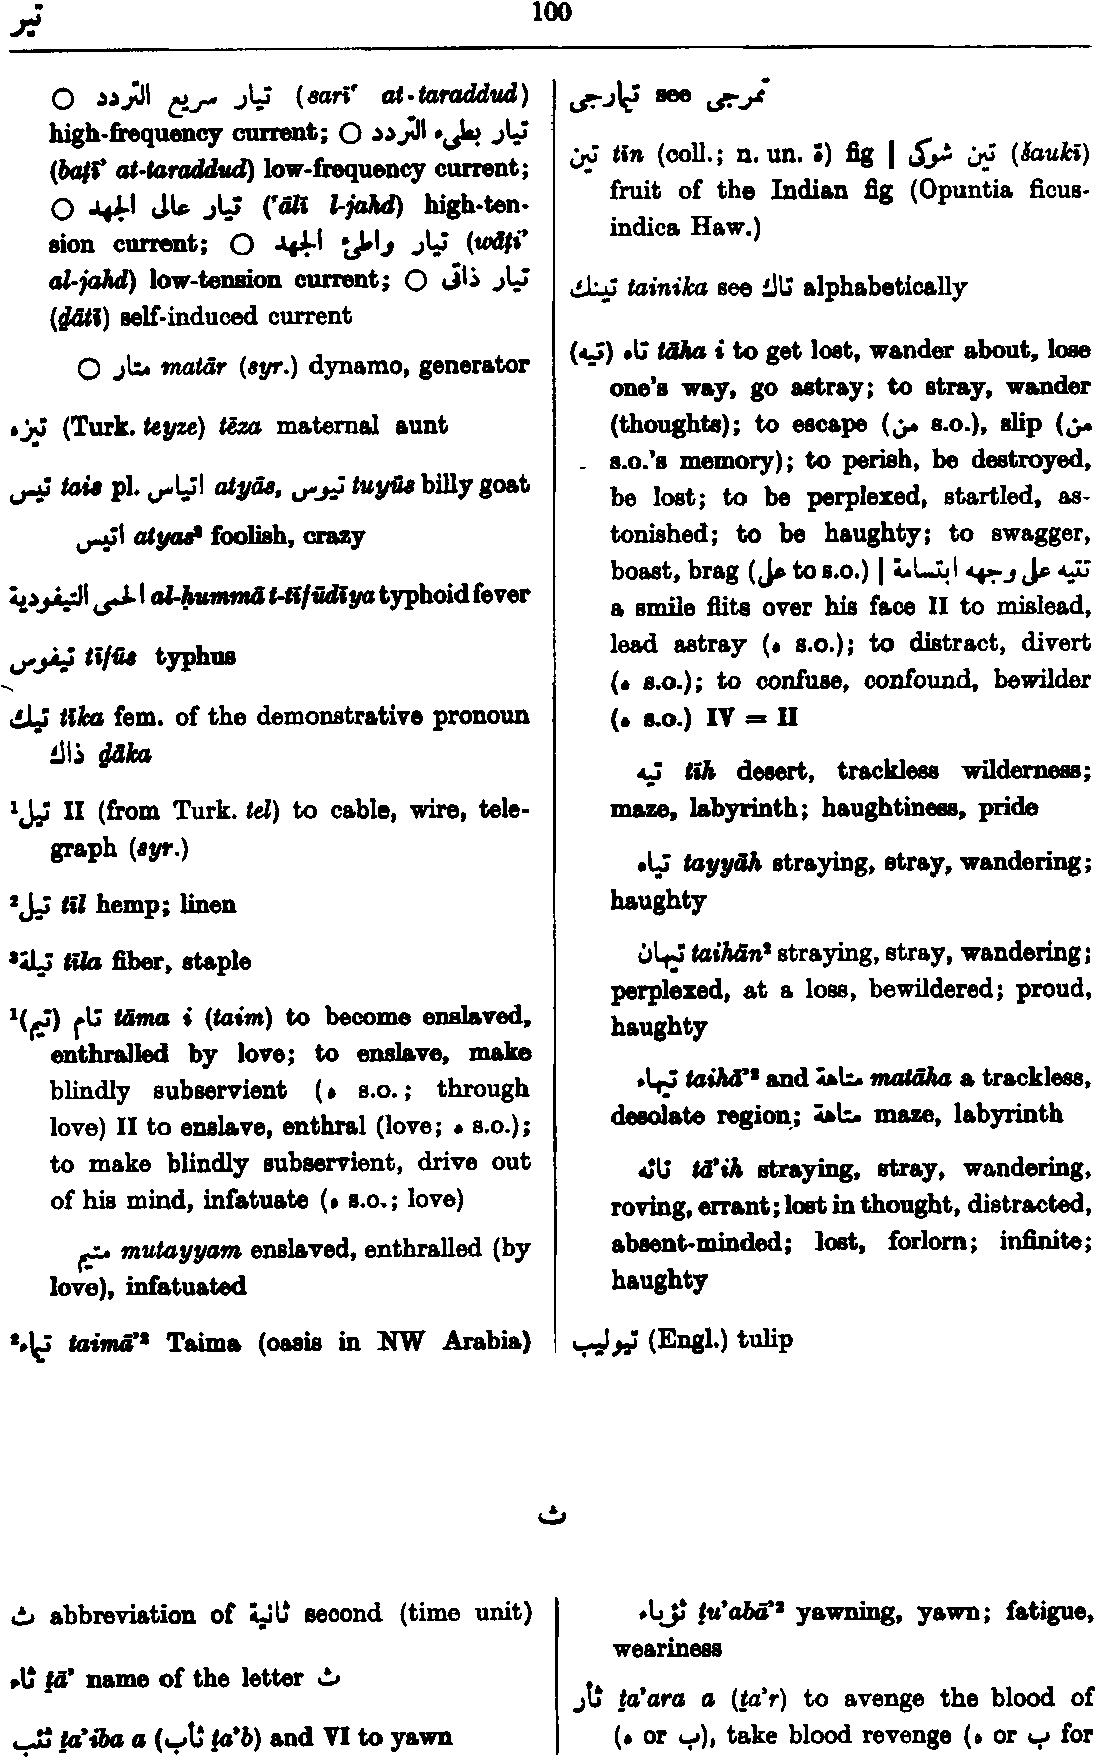 تير
100
○ تيار سريع التردد (sarīʿ at-taraddud)
high-frequency current; ○ تيار بطىء التردد
(baṭīʾ at-taraddud) low-frequency current;
○ تيار عالى الجهد (ʿālī l-jahd) high-ten-
sion current; ○ تيار واطئ الجهد (wāṭiʾ
al-jahd) low-tension current; ○ تيار ذاتى
(ḏātī) self-induced current
○ متار matār (syr.) dynamo, generator
تيزه (Turk. teyze) tēza maternal aunt
تيس tais pl. اتياس atyās, تيوس tuyūs billy goat
اتيس atyas² foolish, crazy
الحمى التيفودية al-ḥummā t-tīfūdīya typhoid fever
تيفوس tīfūs typhus
تيك tīka fem. of the demonstrative pronoun
ذاك ḏāka
¹تيل II (from Turk. tel) to cable, wire, tele-
graph (syr.)
²تيل tīl hemp; linen
³تيلة tīla fiber, staple
¹(تيم) تام tāma i (taim) to become enslaved,
enthralled by love; to enslave, make
blindly subservient (ه s.o.; through
love) II to enslave, enthral (love; ه s.o.);
to make blindly subservient, drive out
of his mind, infatuate (ه s.o.; love)
متيم mutayyam enslaved, enthralled (by
love), infatuated
²تيماء taimāʾ² Taima (oasis in NW Arabia)
تيمارجى see تمرجى
تين tīn (coll.; n. un. ة) fig | تين شوكى (šaukī)
fruit of the Indian fig (Opuntia ficus-
indica Haw.)
تينك tainika see تاك alphabetically
(تيه) تاه tāha i to get lost, wander about, lose
one's way, go astray; to stray, wander
(thoughts); to escape (من s.o.), slip (من
s.o.'s memory); to perish, be destroyed,
be lost; to be perplexed, startled, as-
tonished; to be haughty; to swagger,
boast, brag (على to s.o.) | تتيه على وجهه ابتسامة
a smile flits over his face II to mislead,
lead astray (ه s.o.); to distract, divert
(ه s.o.); to confuse, confound, bewilder
(ه s.o.) IV = II
تيه tīh desert, trackless wilderness;
maze, labyrinth; haughtiness, pride
تياه tayyāh straying, stray, wandering;
haughty
تيهان taihān² straying, stray, wandering;
perplexed, at a loss, bewildered; proud,
haughty
تيهاء taihāʾ² and متاهة matāha a trackless,
desolate region; متاهة maze, labyrinth
تائه tāʾih straying, stray, wandering,
roving, errant; lost in thought, distracted,
absent-minded; lost, forlorn; infinite;
haughty
تيوليب (Engl.) tulip
ث
ث abbreviation of ثانية second (time unit)
ثاء ṯāʾ name of the letter ث
ثئب ṯaʾiba a (ثأب ṯaʾb) and VI to yawn
ثؤباء ṯuʾabāʾ² yawning, yawn; fatigue,
weariness
ثأر ṯaʾara a (ṯaʾr) to avenge the blood of
(ه or ب), take blood revenge (ه or ب for